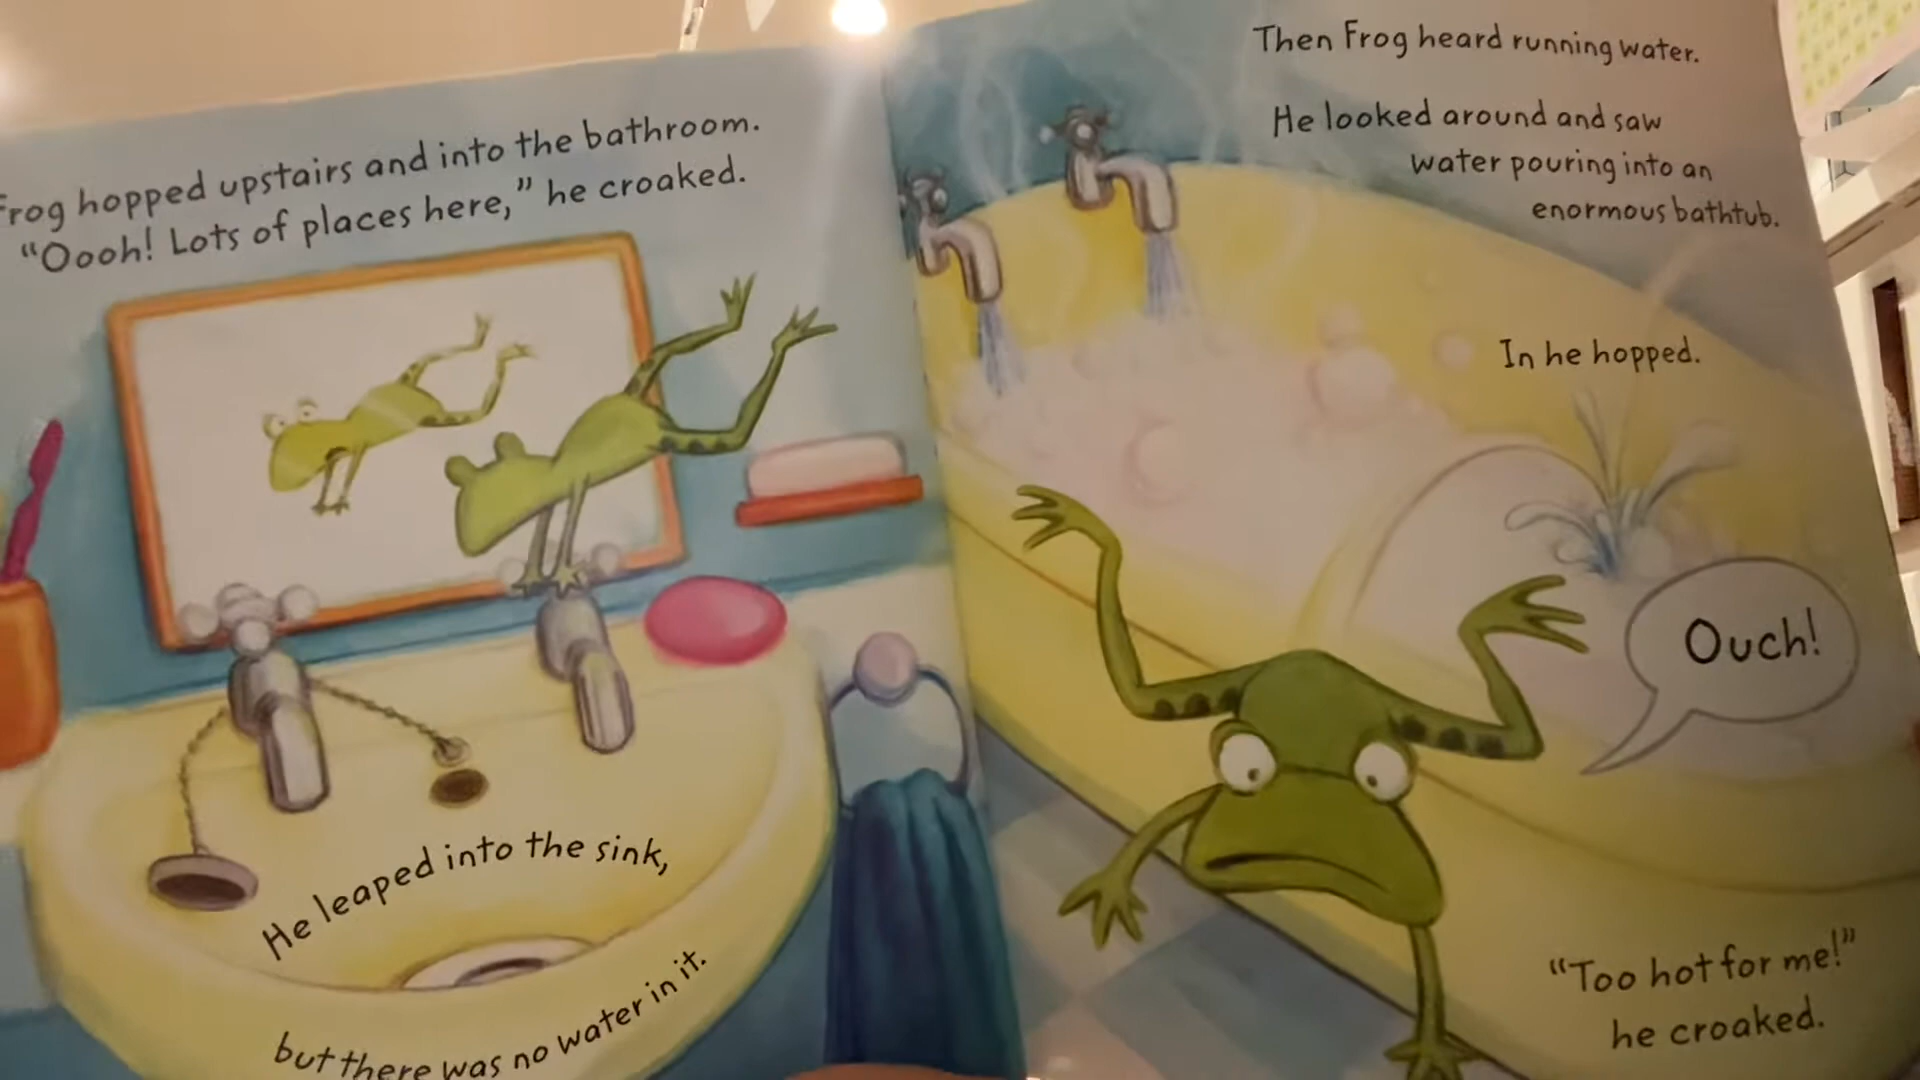 Frog hopped upstairs and into the bathroom.
“Oooh! Lots of places here,” he croaked.
He leaped into the sink,
but there was no water in it.
Then Frog heard running water.
He looked around and saw
water pouring into an
enormous bathtub.
In he hopped.
Ouch!
“Too hot for me!”
he croaked.